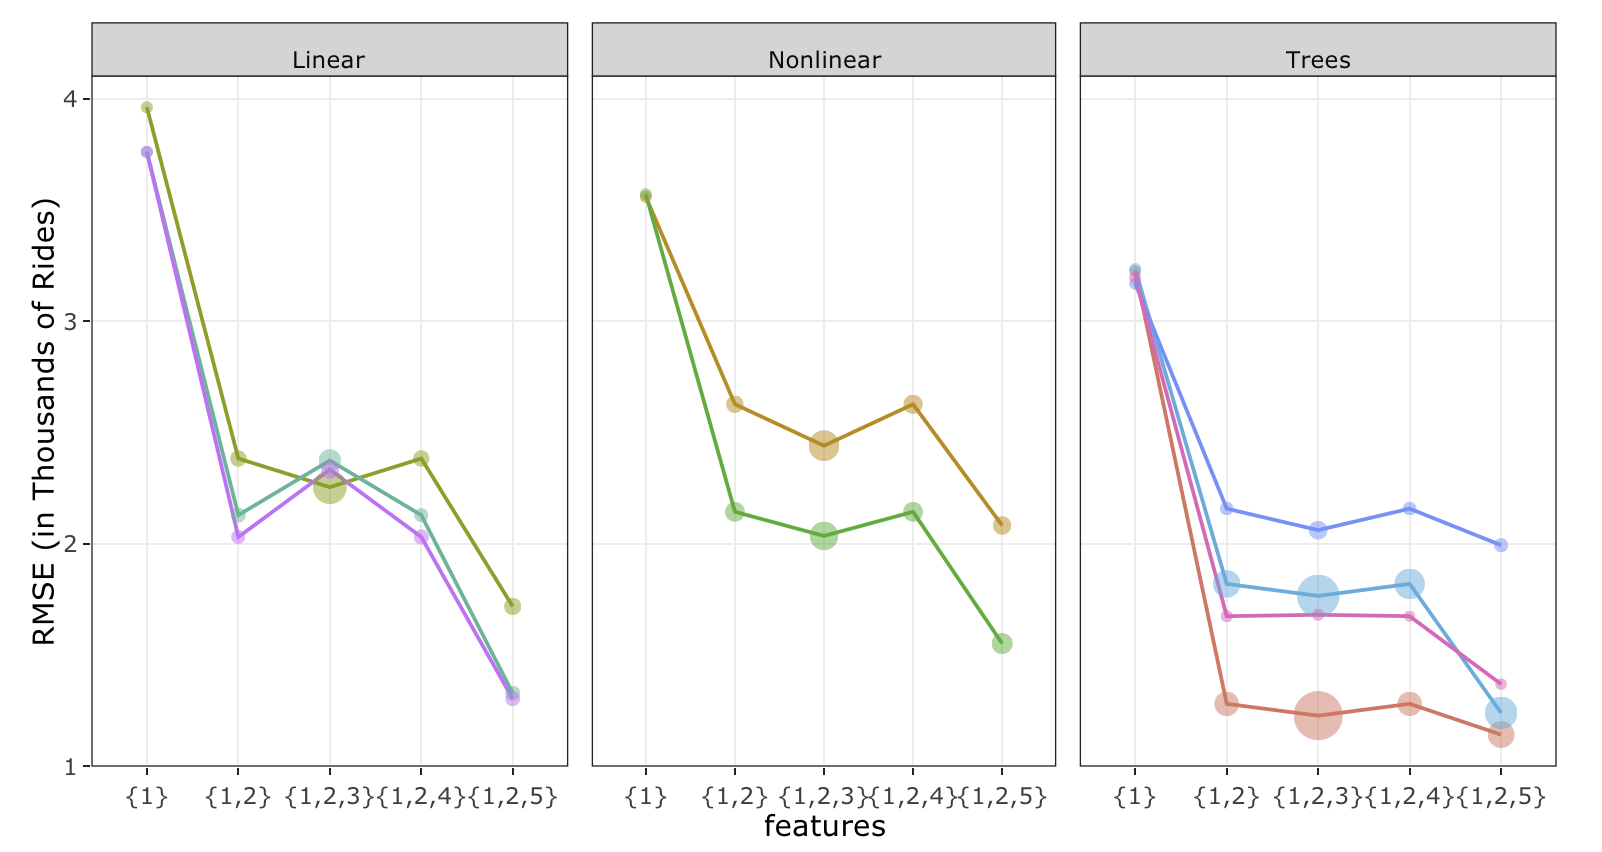 Linear
Nonlinear
Trees
RMSE (in Thousands of Rides)
4
3
2
1
{1} {1,2} {1,2,3} {1,2,4} {1,2,5}
{1} {1,2} {1,2,3} {1,2,4} {1,2,5}
{1} {1,2} {1,2,3} {1,2,4} {1,2,5}
features